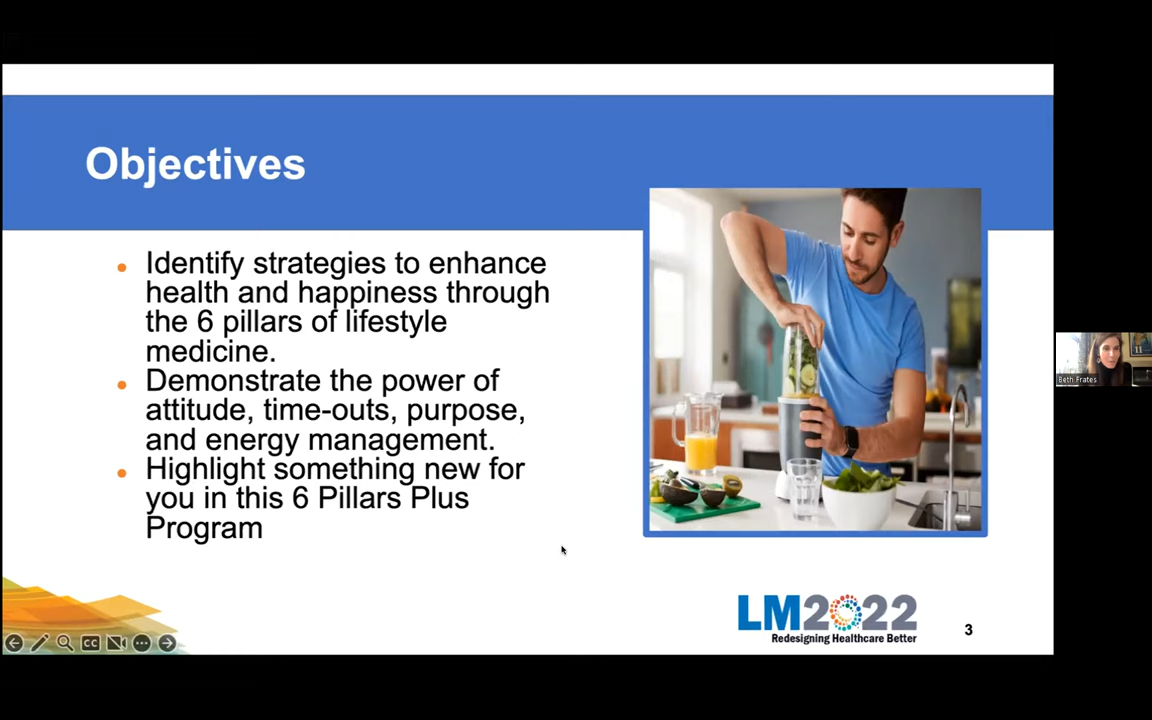 Objectives
Identify strategies to enhance
health and happiness through
the 6 pillars of lifestyle
medicine.
Demonstrate the power of
attitude, time-outs, purpose,
and energy management.
Highlight something new for
you in this 6 Pillars Plus
Program
Beth Frates
LM2022
Redesigning Healthcare Better
3
CC